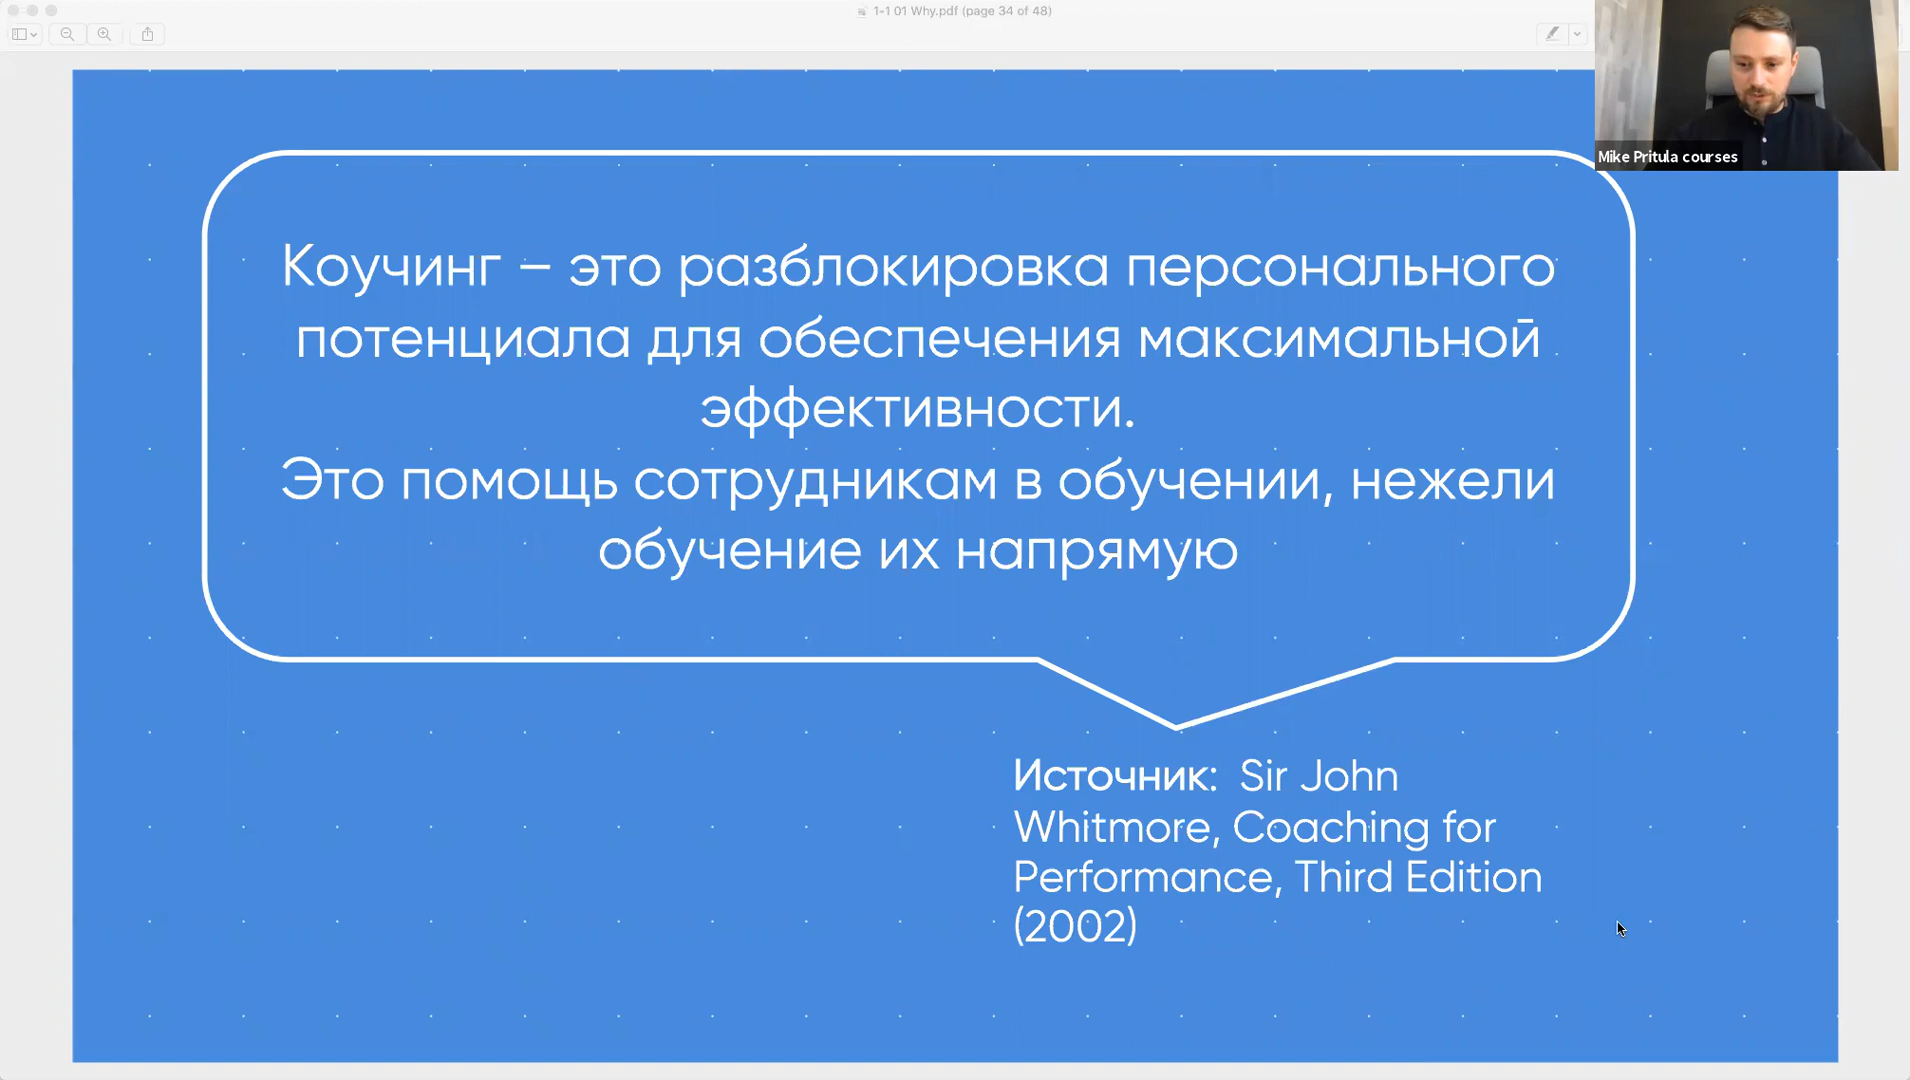 1-1 01 Why.pdf (page 34 of 48)
Mike Pritula courses
Коучинг – это разблокировка персонального
потенциала для обеспечения максимальной
эффективности.
Это помощь сотрудникам в обучении, нежели
обучение их напрямую
Источник: Sir John
Whitmore, Coaching for
Performance, Third Edition
(2002)